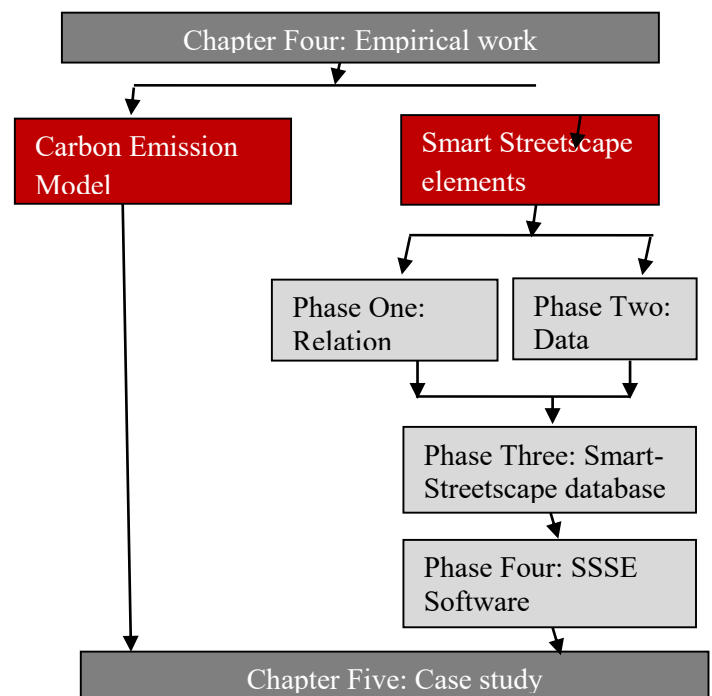 Chapter Four: Empirical work
Carbon Emission
Model
Smart Streetscape
elements
Phase One:
Relation
Phase Two:
Data
Phase Three: Smart-
Streetscape database
Phase Four: SSSE
Software
Chapter Five: Case study